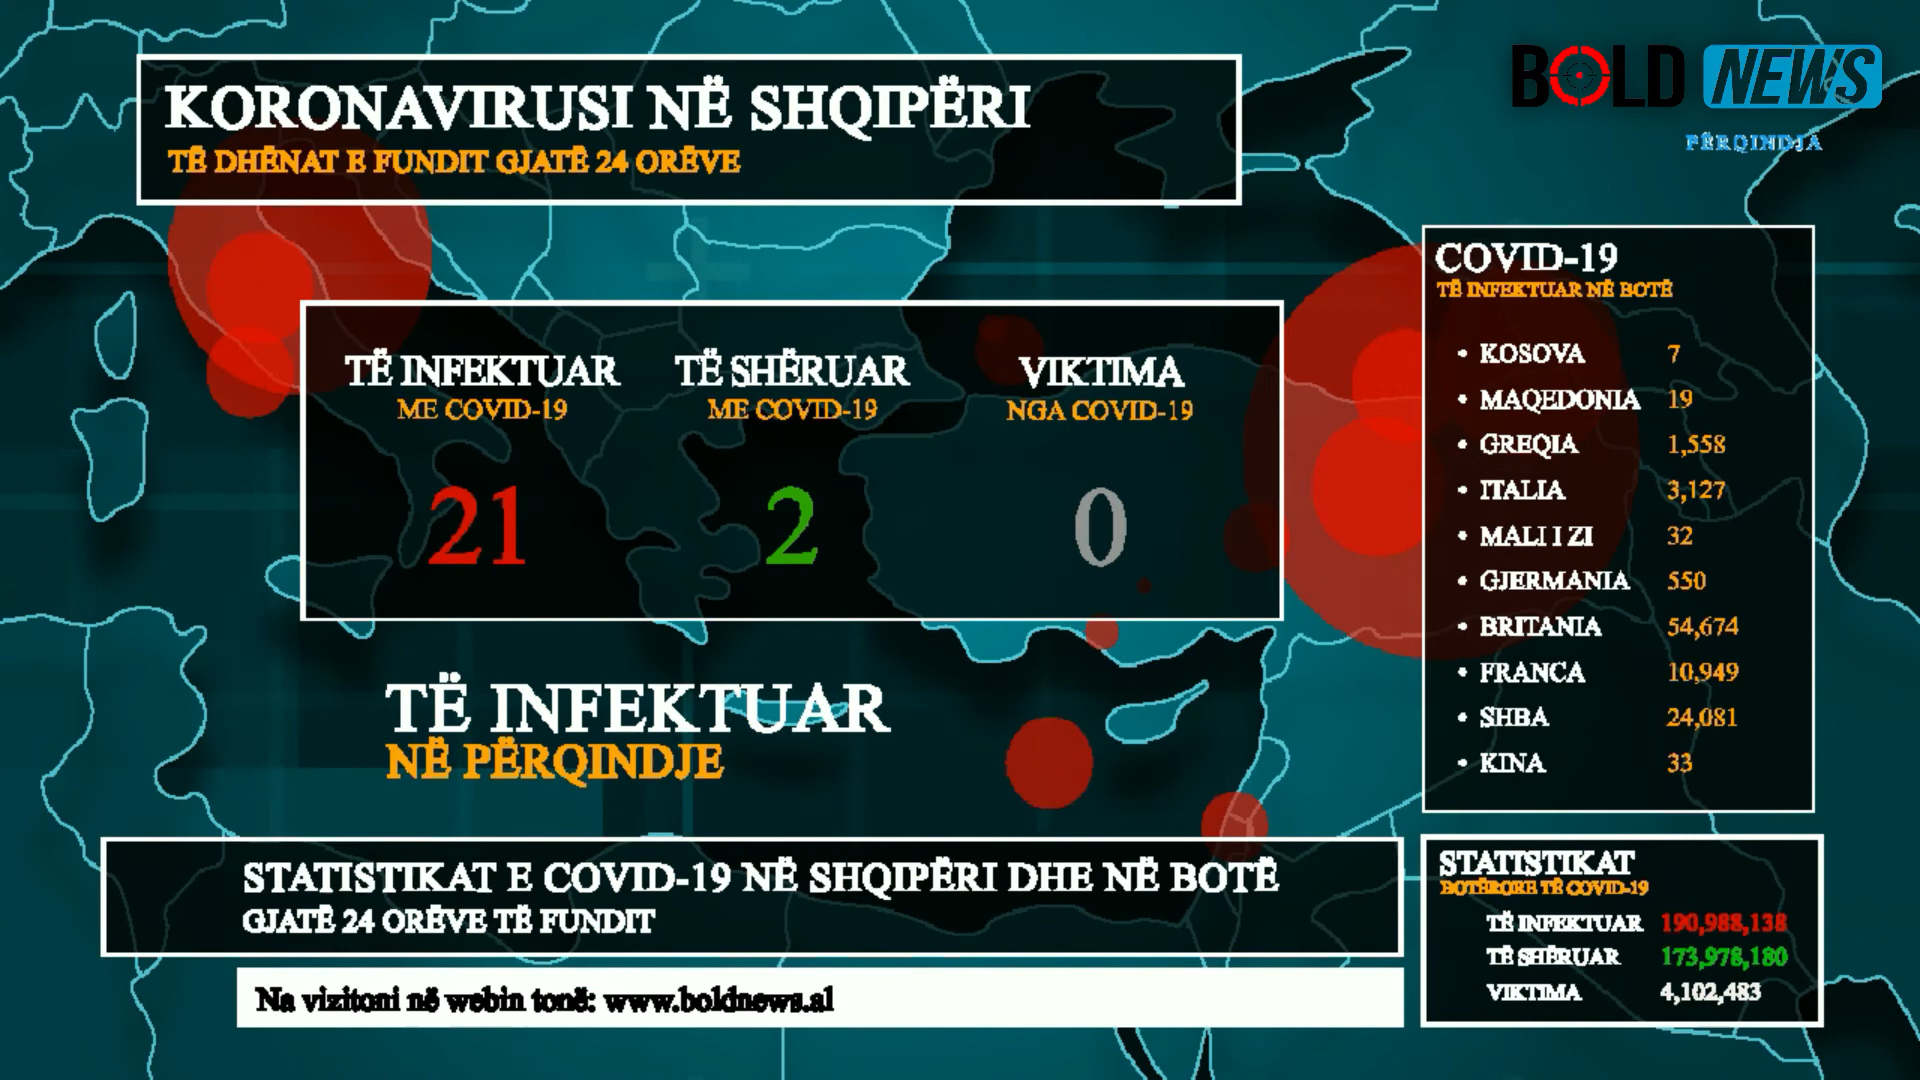 BOLD NEWS
PËRQINDJA
KORONAVIRUSI NË SHQIPËRI
TË DHËNAT E FUNDIT GJATË 24 ORËVE
TË INFEKTUAR
ME COVID-19
21
TË SHËRUAR
ME COVID-19
2
VIKTIMA
NGA COVID-19
0
TË INFEKTUAR
NË PËRQINDJE
COVID-19
TË INFEKTUAR NË BOTË
• KOSOVA 7
• MAQEDONIA 19
• GREQIA 1,558
• ITALIA 3,127
• MALI I ZI 32
• GJERMANIA 550
• BRITANIA 54,674
• FRANCA 10,949
• SHBA 24,081
• KINA 33
STATISTIKAT
BOTËRORE TË COVID-19
TË INFEKTUAR 190,988,138
TË SHËRUAR 173,978,180
VIKTIMA 4,102,483
STATISTIKAT E COVID-19 NË SHQIPËRI DHE NË BOTË
GJATË 24 ORËVE TË FUNDIT
Na vizitoni në webin tonë: www.boldnews.al